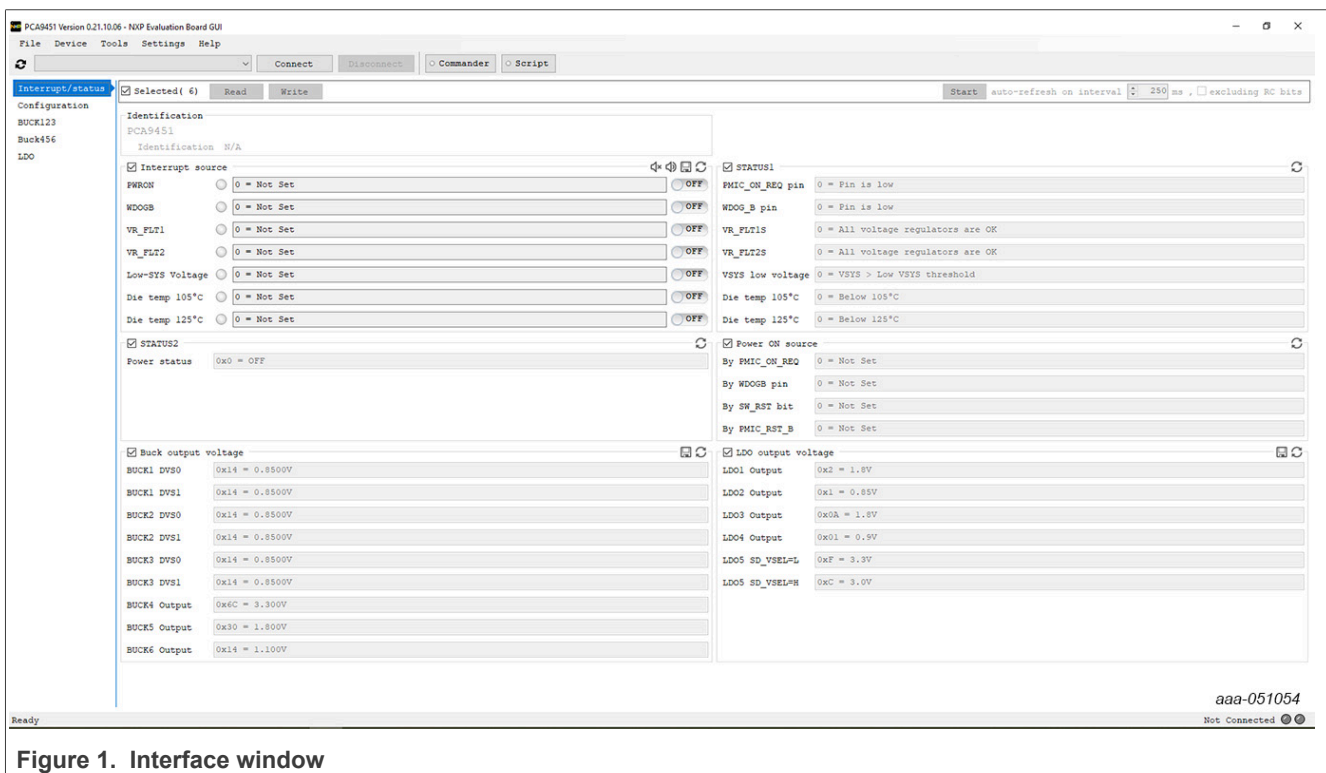 PCA9451 Version 0.21.10.06 - NXP Evaluation Board GUI
File Device Tools Settings Help
Connect Disconnect Commander Script
Interrupt/status
Configuration
BUCK123
Buck456
LDO
Selected( 6) Read Write Start auto-refresh on interval 250 ms , excluding RC bits
Identification
PCA9451
Identification N/A
Interrupt source
PWRON 0 = Not Set OFF
WDOGB 0 = Not Set OFF
VR_FLT1 0 = Not Set OFF
VR_FLT2 0 = Not Set OFF
Low-SYS Voltage 0 = Not Set OFF
Die temp 105°C 0 = Not Set OFF
Die temp 125°C 0 = Not Set OFF
STATUS1
PMIC_ON_REQ pin 0 = Pin is low
WDOG_B pin 0 = Pin is low
VR_FLT1S 0 = All voltage regulators are OK
VR_FLT2S 0 = All voltage regulators are OK
VSYS low voltage 0 = VSYS > Low VSYS threshold
Die temp 105°C 0 = Below 105°C
Die temp 125°C 0 = Below 125°C
STATUS2
Power status 0x0 = OFF
Power ON source
By PMIC_ON_REQ 0 = Not Set
By WDOGB pin 0 = Not Set
By SW_RST bit 0 = Not Set
By PMIC_RST_B 0 = Not Set
Buck output voltage
BUCK1 DVS0 0x14 = 0.8500V
BUCK1 DVS1 0x14 = 0.8500V
BUCK2 DVS0 0x14 = 0.8500V
BUCK2 DVS1 0x14 = 0.8500V
BUCK3 DVS0 0x14 = 0.8500V
BUCK3 DVS1 0x14 = 0.8500V
BUCK4 Output 0x6C = 3.300V
BUCK5 Output 0x30 = 1.800V
BUCK6 Output 0x14 = 1.100V
LDO output voltage
LDO1 Output 0x2 = 1.8V
LDO2 Output 0x1 = 0.85V
LDO3 Output 0x0A = 1.8V
LDO4 Output 0x01 = 0.9V
LDO5 SD_VSEL=L 0xF = 3.3V
LDO5 SD_VSEL=H 0xC = 3.0V
aaa-051054
Ready Not Connected
Figure 1. Interface window